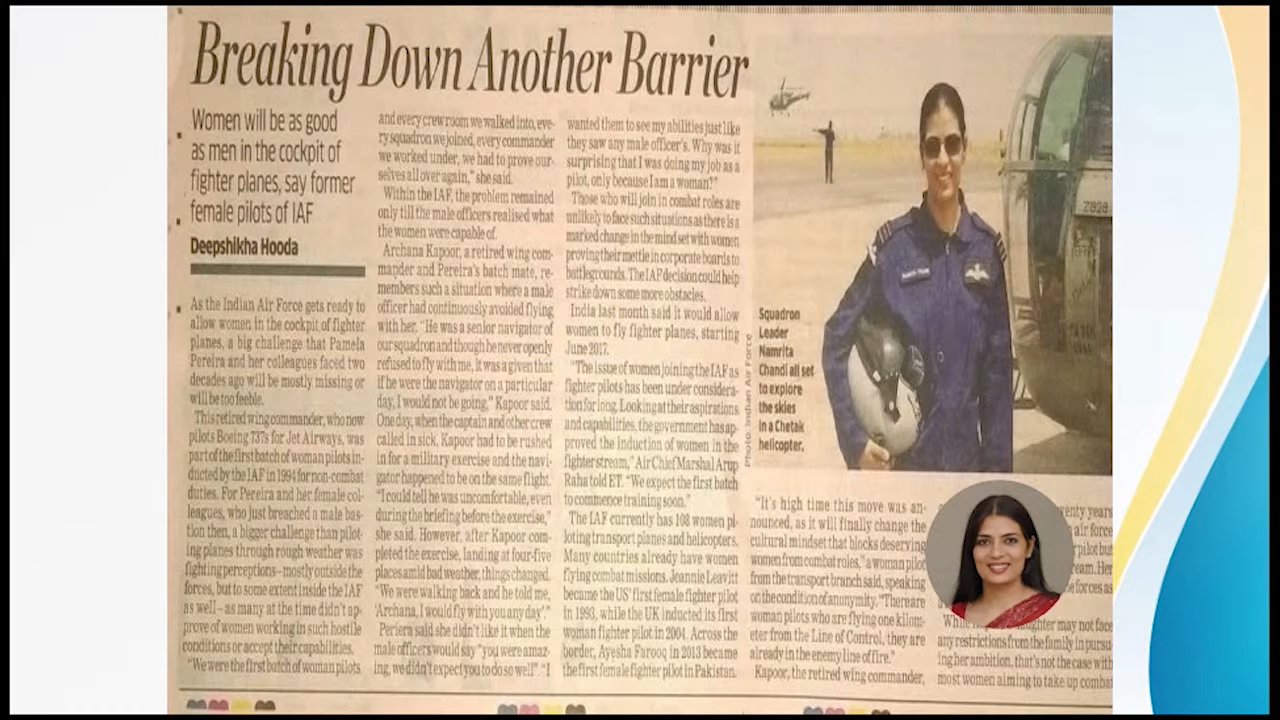 Breaking Down Another Barrier
Women will be as good
as men in the cockpit of
fighter planes, say former
female pilots of IAF
Deepshikha Hooda
As the Indian Air Force gets ready to
allow women in the cockpit of fighter
planes, a big challenge that Pamela
Pereira and her colleagues faced two
decades ago will be mostly missing or
will be too feeble.
This retired wing commander, who now
pilots Boeing 737s for Jet Airways, was
part of the first batch of woman pilots in-
ducted by the IAF in 1994 for non-combat
duties. For Pereira and her female col-
leagues, who just breached a male bas-
tion then, a bigger challenge than pilot-
ing planes through rough weather was
fighting perceptions–mostly outside the
forces, but to some extent inside the IAF
as well–as many at the time didn't ap-
prove of women working in such hostile
conditions or accept their capabilities.
"We were the first batch of woman pilots
and every crew room we walked into, eve-
ry squadron we joined, every commander
we worked under, we had to prove our-
selves all over again," she said.
Within the IAF, the problem remained
only till the male officers realised what
the women were capable of.
Archana Kapoor, a retired wing com-
mander and Pereira's batch mate, re-
members such a situation where a male
officer had continuously avoided flying
with her. "He was a senior navigator of
our squadron and though he never openly
refused to fly with me, it was a given that
if he were the navigator on a particular
day, I would not be going," Kapoor said.
One day, when the captain and other crew
called in sick, Kapoor had to be rushed
in for a military exercise and the navi-
gator happened to be on the same flight.
"I could tell he was uncomfortable, even
during the briefing before the exercise,"
she said. However, after Kapoor com-
pleted the exercise, landing at four-five
places amid bad weather, things changed.
"We were walking back and he told me,
'Archana, I would fly with you any day'."
Periera said she didn't like it when the
male officers would say "you were amaz-
ing, we didn't expect you to do so well". "I
wanted them to see my abilities just like
they saw any male officer's. Why was it
surprising that I was doing my job as a
pilot, only because I am a woman?"
Those who will join in combat roles are
unlikely to face such situations as there is a
marked change in the mind set with women
proving their mettle in corporate boards to
battlegrounds. The IAF decision could help
strike down some more obstacles.
India last month said it would allow
women to fly fighter planes, starting
June 2017.
"The issue of women joining the IAF as
fighter pilots has been under considera-
tion for long. Looking at their aspirations
and capabilities, the government has ap-
proved the induction of women in the
fighter stream," Air Chief Marshal Arup
Raha told ET. "We expect the first batch
to commence training soon."
The IAF currently has 108 women pi-
loting transport planes and helicopters.
Many countries already have women
flying combat missions. Jeannie Leavitt
became the US' first female fighter pilot
in 1993, while the UK inducted its first
woman fighter pilot in 2004. Across the
border, Ayesha Farooq in 2013 became
the first female fighter pilot in Pakistan.
Photo: Indian Air Force
Squadron
Leader
Namrita
Chandi all set
to explore
the skies
in a Chetak
helicopter.
"It's high time this move was an-
nounced, as it will finally change the
cultural mindset that blocks deserving
women from combat roles," a woman pilot
from the transport branch said, speaking
on the condition of anonymity. "There are
woman pilots who are flying one kilom-
eter from the Line of Control, they are
already in the enemy line of fire."
Kapoor, the retired wing commander,
years
air force
pilot but
Her
forces as
may not face
any restrictions from the family in pursu-
ing her ambition, that's not the case with
most women aiming to take up combat